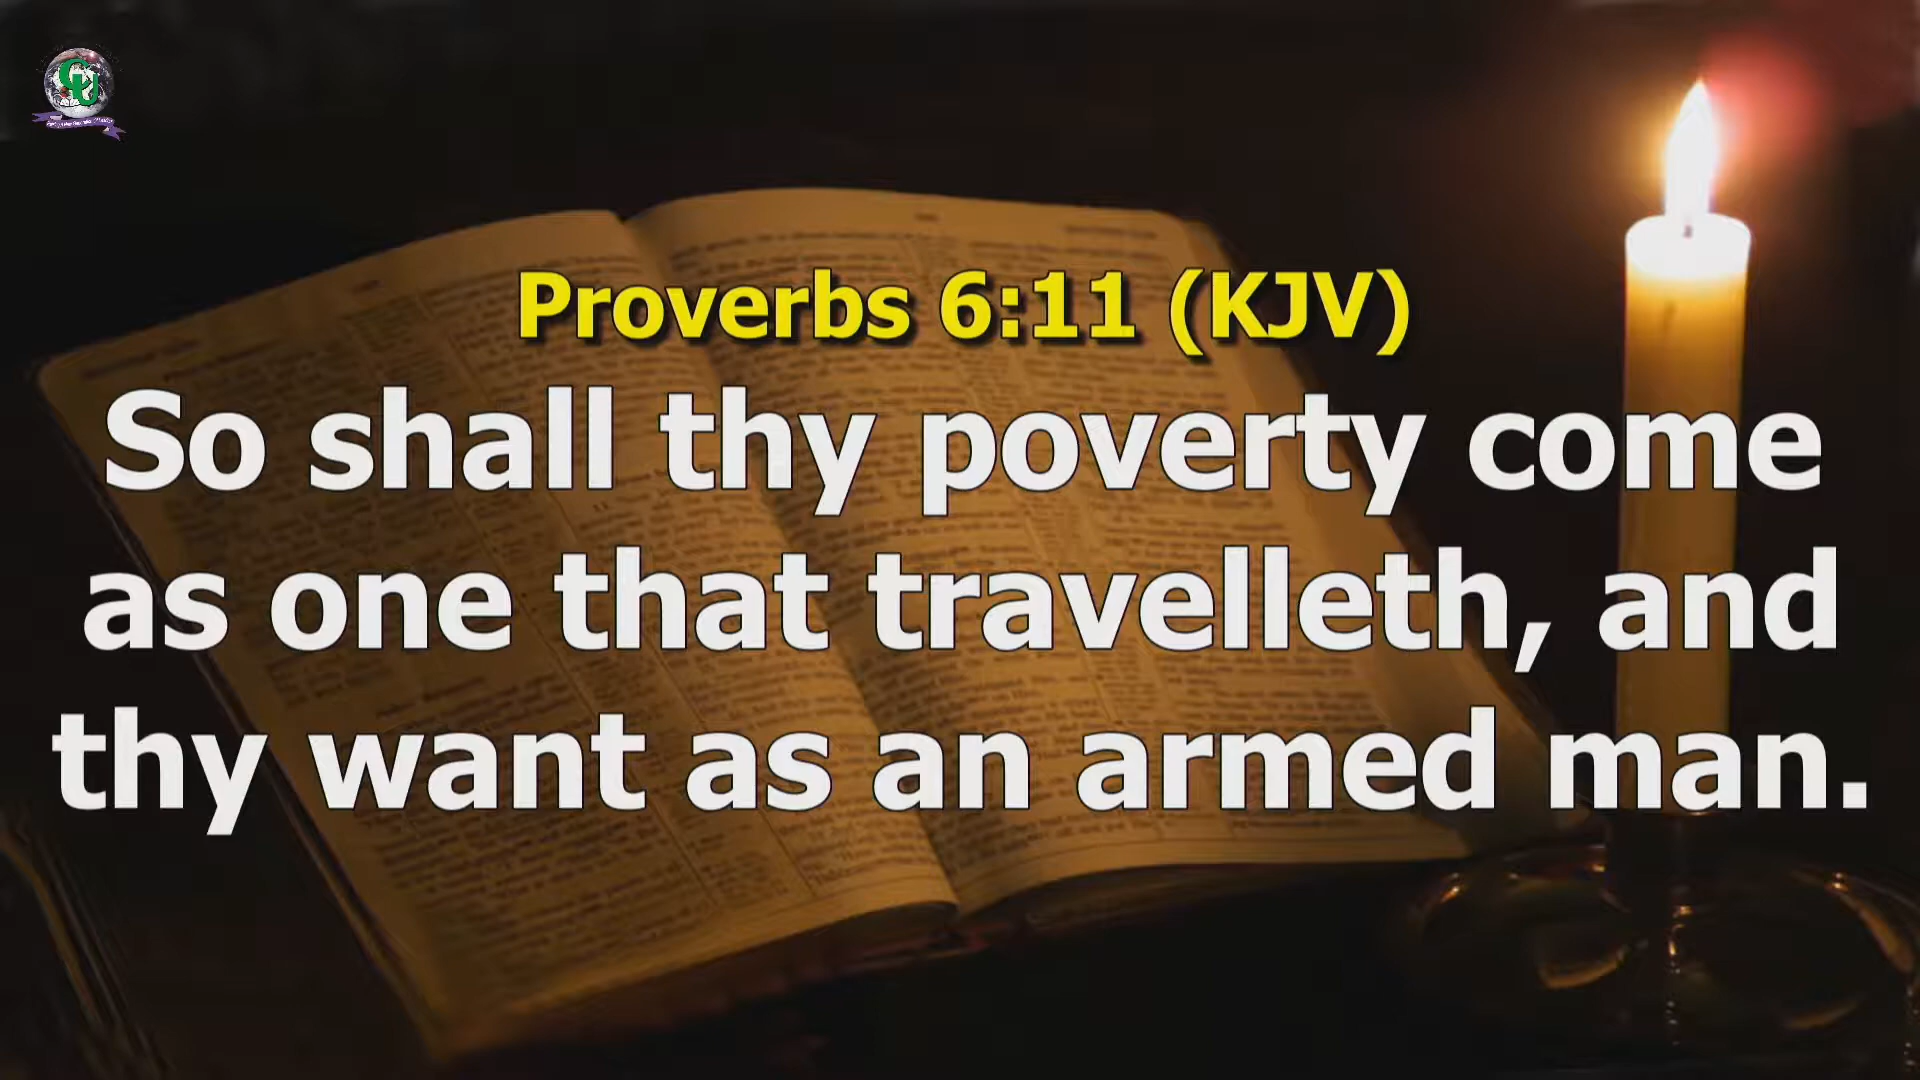 Proverbs 6:11 (KJV)
So shall thy poverty come
as one that travelleth, and
thy want as an armed man.